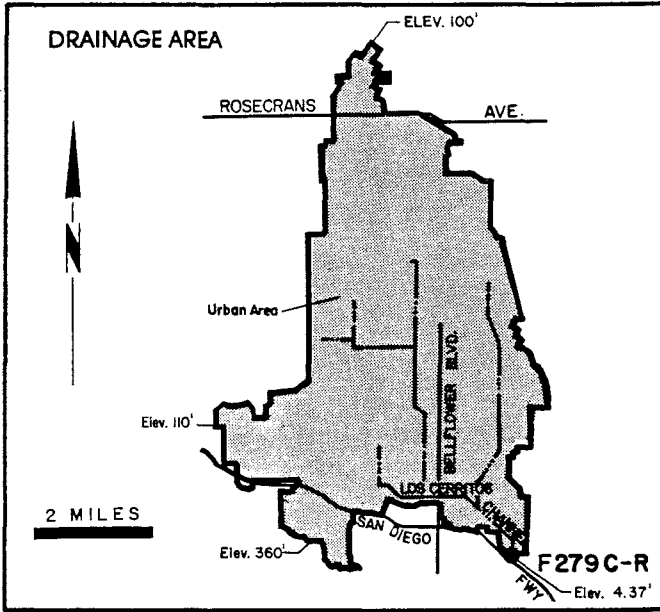 DRAINAGE AREA
ELEV. 100'
ROSECRANS AVE.
N
Urban Area
BELLFLOWER BLVD.
Elev. 110'
LOS CERRITOS
CHANNEL
2 MILES
SAN DIEGO
FWY
Elev. 360'
F279C-R
Elev. 4.37'